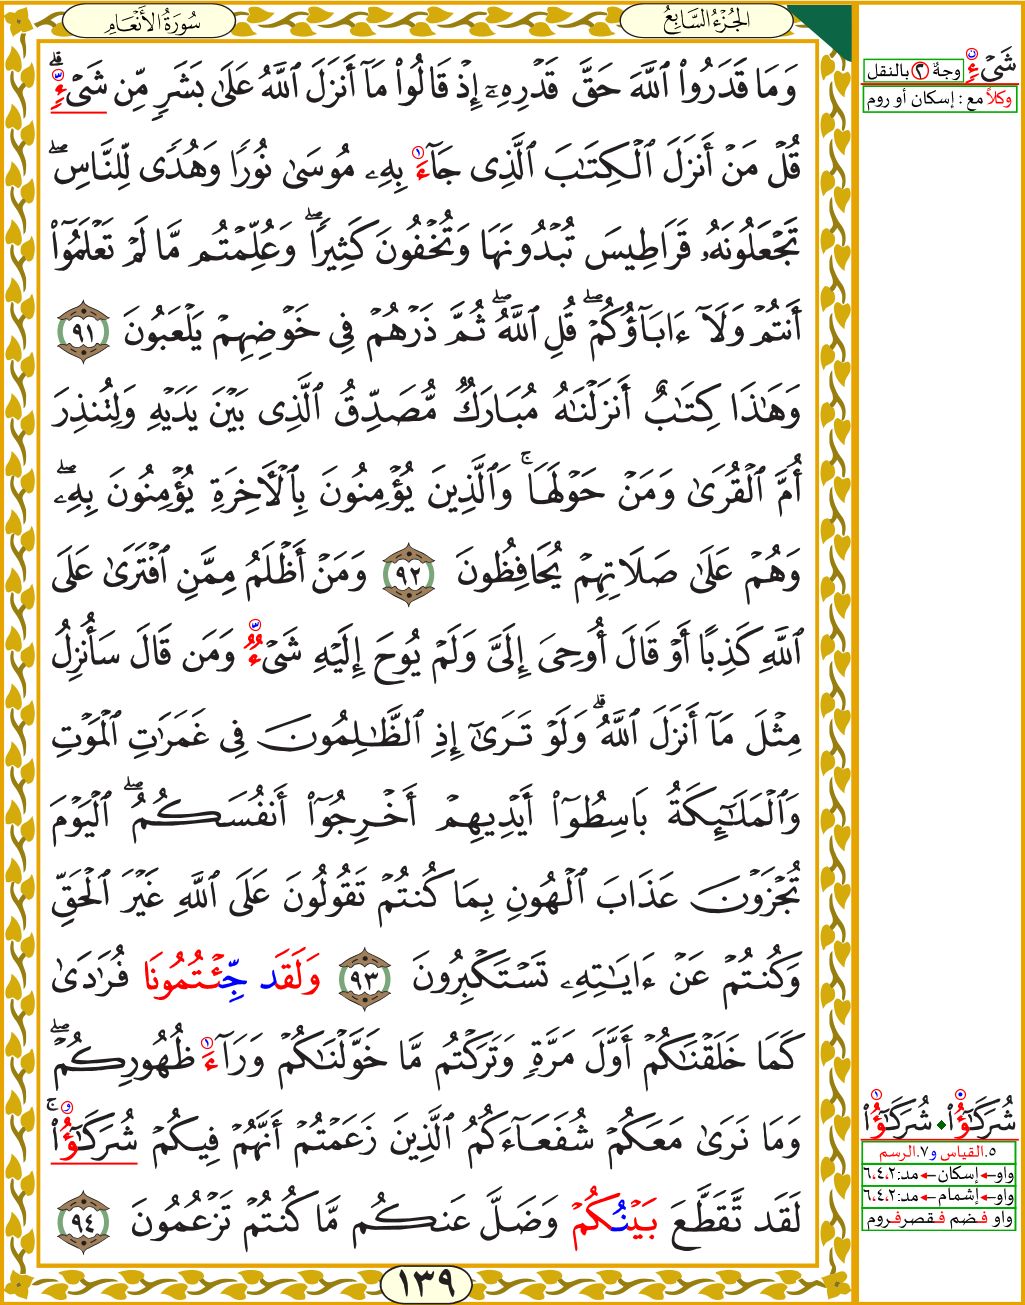 سُورَةُ الأَنْعَامِ
الجُزْءُ السَّابِعُ
وَمَا قَدَرُوا۟ ٱللَّهَ حَقَّ قَدْرِهِۦٓ إِذْ قَالُوا۟ مَآ أَنزَلَ ٱللَّهُ عَلَىٰ بَشَرٍ مِّن شَىْءٍ ۗ
قُلْ مَنْ أَنزَلَ ٱلْكِتَـٰبَ ٱلَّذِى جَآءَ بِهِۦ مُوسَىٰ نُورًا وَهُدًى لِّلنَّاسِ ۖ
تَجْعَلُونَهُۥ قَرَاطِيسَ تُبْدُونَهَا وَتُخْفُونَ كَثِيرًا ۖ وَعُلِّمْتُم مَّا لَمْ تَعْلَمُوٓا۟
أَنتُمْ وَلَآ ءَابَآؤُكُمْ ۖ قُلِ ٱللَّهُ ۖ ثُمَّ ذَرْهُمْ فِى خَوْضِهِمْ يَلْعَبُونَ ٩١
وَهَـٰذَا كِتَـٰبٌ أَنزَلْنَـٰهُ مُبَارَكٌ مُّصَدِّقُ ٱلَّذِى بَيْنَ يَدَيْهِ وَلِتُنذِرَ
أُمَّ ٱلْقُرَىٰ وَمَنْ حَوْلَهَا ۚ وَٱلَّذِينَ يُؤْمِنُونَ بِٱلْـَٔاخِرَةِ يُؤْمِنُونَ بِهِۦ ۖ
وَهُمْ عَلَىٰ صَلَاتِهِمْ يُحَافِظُونَ ٩٢ وَمَنْ أَظْلَمُ مِمَّنِ ٱفْتَرَىٰ عَلَى
ٱللَّهِ كَذِبًا أَوْ قَالَ أُوحِىَ إِلَىَّ وَلَمْ يُوحَ إِلَيْهِ شَىْءٌ وَمَن قَالَ سَأُنزِلُ
مِثْلَ مَآ أَنزَلَ ٱللَّهُ ۗ وَلَوْ تَرَىٰٓ إِذِ ٱلظَّـٰلِمُونَ فِى غَمَرَٰتِ ٱلْمَوْتِ
وَٱلْمَلَـٰٓئِكَةُ بَاسِطُوٓا۟ أَيْدِيهِمْ أَخْرِجُوٓا۟ أَنفُسَكُمُ ۖ ٱلْيَوْمَ
تُجْزَوْنَ عَذَابَ ٱلْهُونِ بِمَا كُنتُمْ تَقُولُونَ عَلَى ٱللَّهِ غَيْرَ ٱلْحَقِّ
وَكُنتُمْ عَنْ ءَايَـٰتِهِۦ تَسْتَكْبِرُونَ ٩٣ وَلَقَد جِّئْتُمُونَا فُرَٰدَىٰ
كَمَا خَلَقْنَـٰكُمْ أَوَّلَ مَرَّةٍ وَتَرَكْتُم مَّا خَوَّلْنَـٰكُمْ وَرَآءَ ظُهُورِكُمْ ۖ
وَمَا نَرَىٰ مَعَكُمْ شُفَعَآءَكُمُ ٱلَّذِينَ زَعَمْتُمْ أَنَّهُمْ فِيكُمْ شُرَكَـٰٓؤُا۟ ۚ
لَقَد تَّقَطَّعَ بَيْنُكُمْ وَضَلَّ عَنكُم مَّا كُنتُمْ تَزْعُمُونَ ٩٤
١٣٩
شَىْءٍ وجهٌ ٢ بالنقل
وكلاً مع : إسكان أو روم
شُرَكَـٰٓؤُا۟ • شُرَكَـٰٓؤُا۟
٥.القياس و٧.الرسم
واو←إسكان←مد:٦،٤،٢
واو←إشمام←مد:٦،٤،٢
واو فـضم فـقصرفـروم